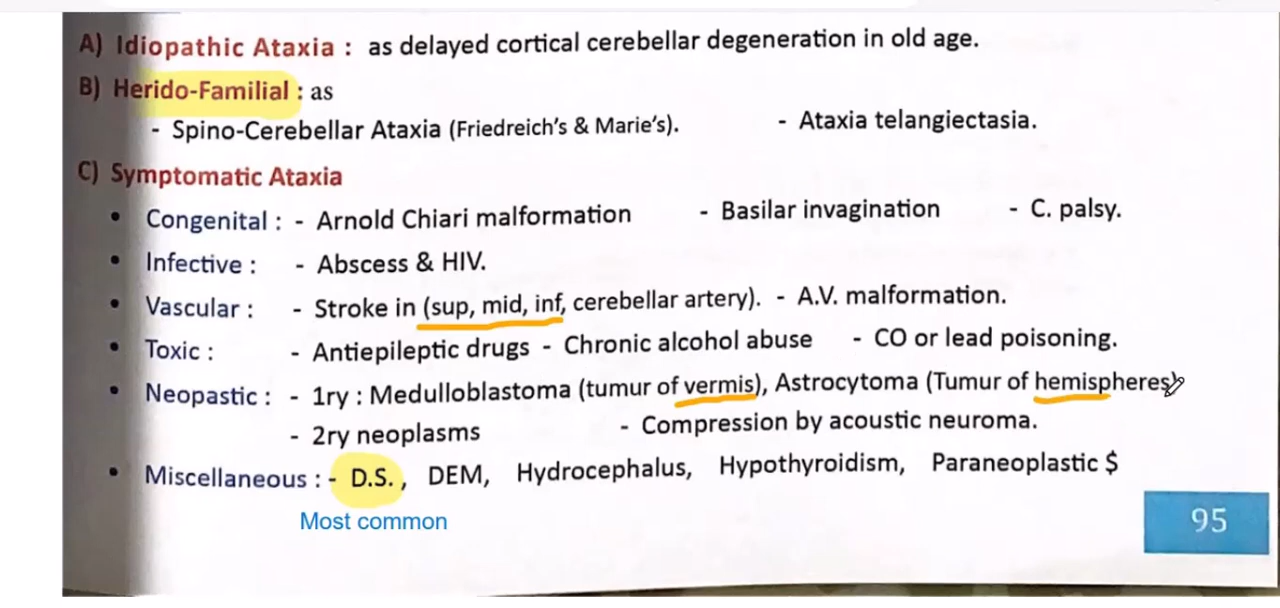 A) Idiopathic Ataxia : as delayed cortical cerebellar degeneration in old age.
B) Herido-Familial : as
- Spino-Cerebellar Ataxia (Friedreich's & Marie's). - Ataxia telangiectasia.
C) Symptomatic Ataxia
• Congenital : - Arnold Chiari malformation - Basilar invagination - C. palsy.
• Infective : - Abscess & HIV.
• Vascular : - Stroke in (sup, mid, inf, cerebellar artery). - A.V. malformation.
• Toxic : - Antiepileptic drugs - Chronic alcohol abuse - CO or lead poisoning.
• Neopastic : - 1ry : Medulloblastoma (tumur of vermis), Astrocytoma (Tumur of hemispheres)
- 2ry neoplasms - Compression by acoustic neuroma.
• Miscellaneous : - D.S., DEM, Hydrocephalus, Hypothyroidism, Paraneoplastic $
Most common
95